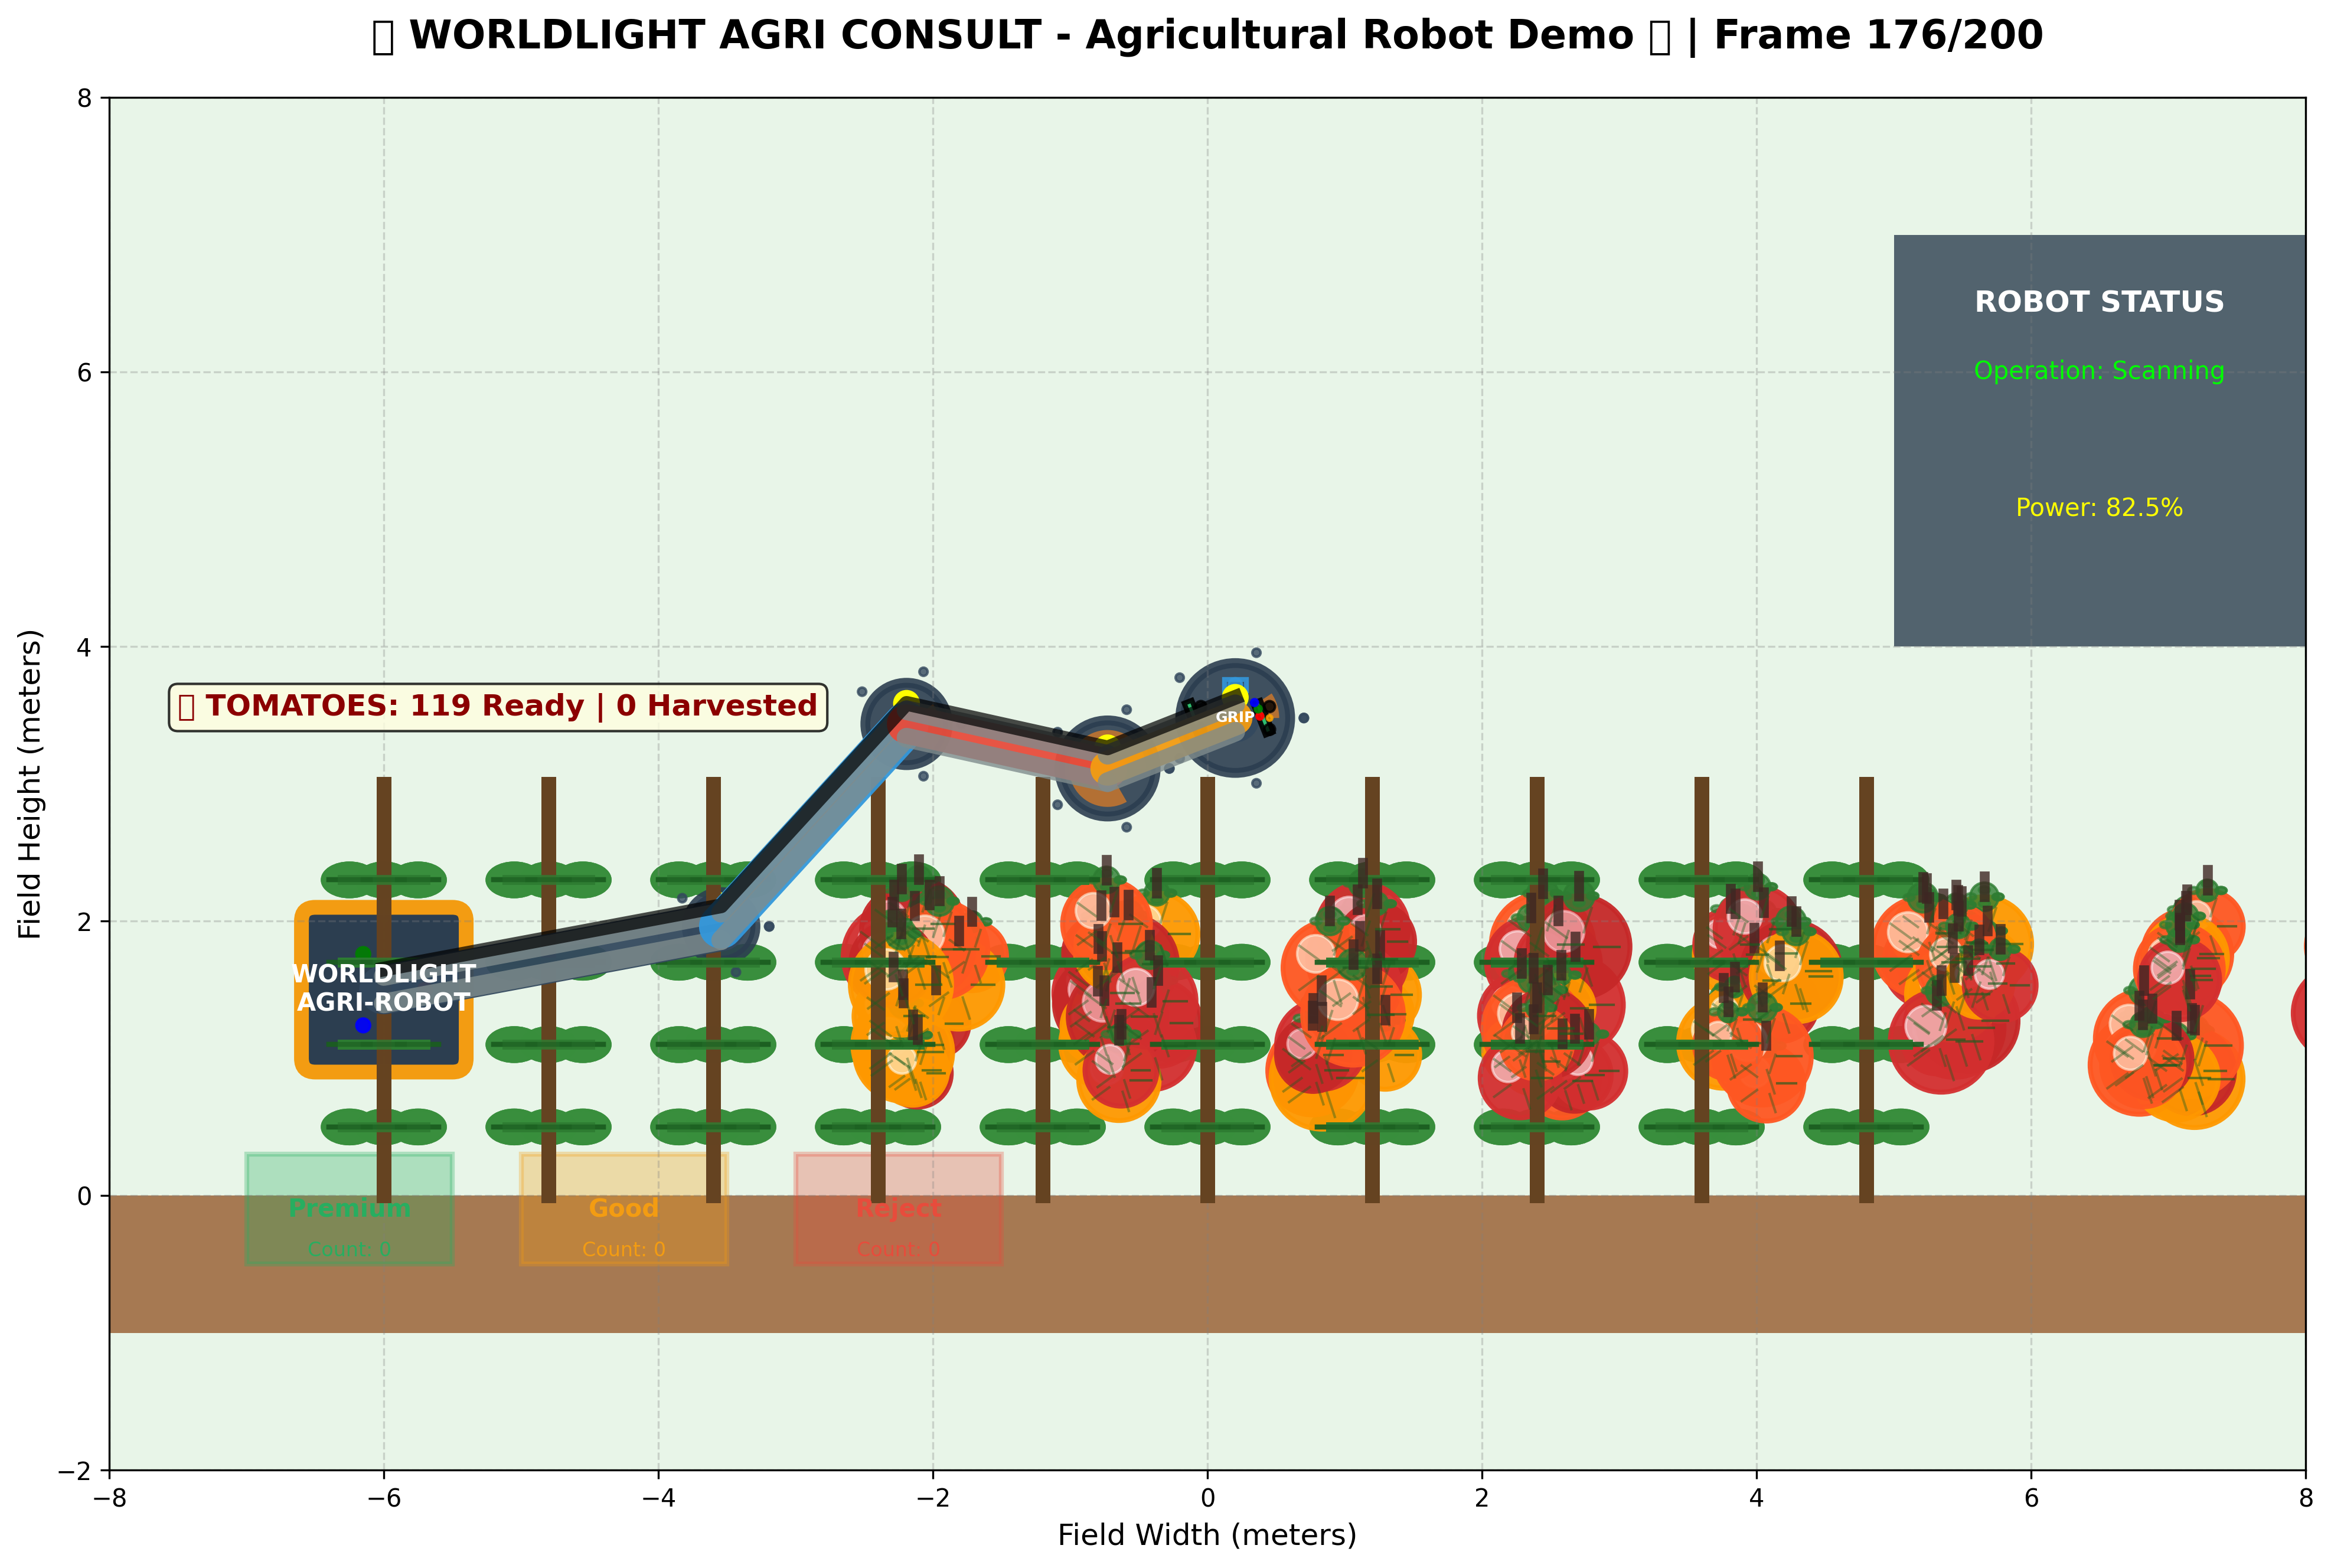 WORLDLIGHT AGRI CONSULT - Agricultural Robot Demo | Frame 176/200
8
6
4
2
0
−2
Field Height (meters)
ROBOT STATUS
Operation: Scanning
Power: 82.5%
TOMATOES: 119 Ready | 0 Harvested
GRIP
WORLDLIGHT
AGRI-ROBOT
Premium
Count: 0
Good
Count: 0
Reject
Count: 0
−8 −6 −4 −2 0 2 4 6 8
Field Width (meters)